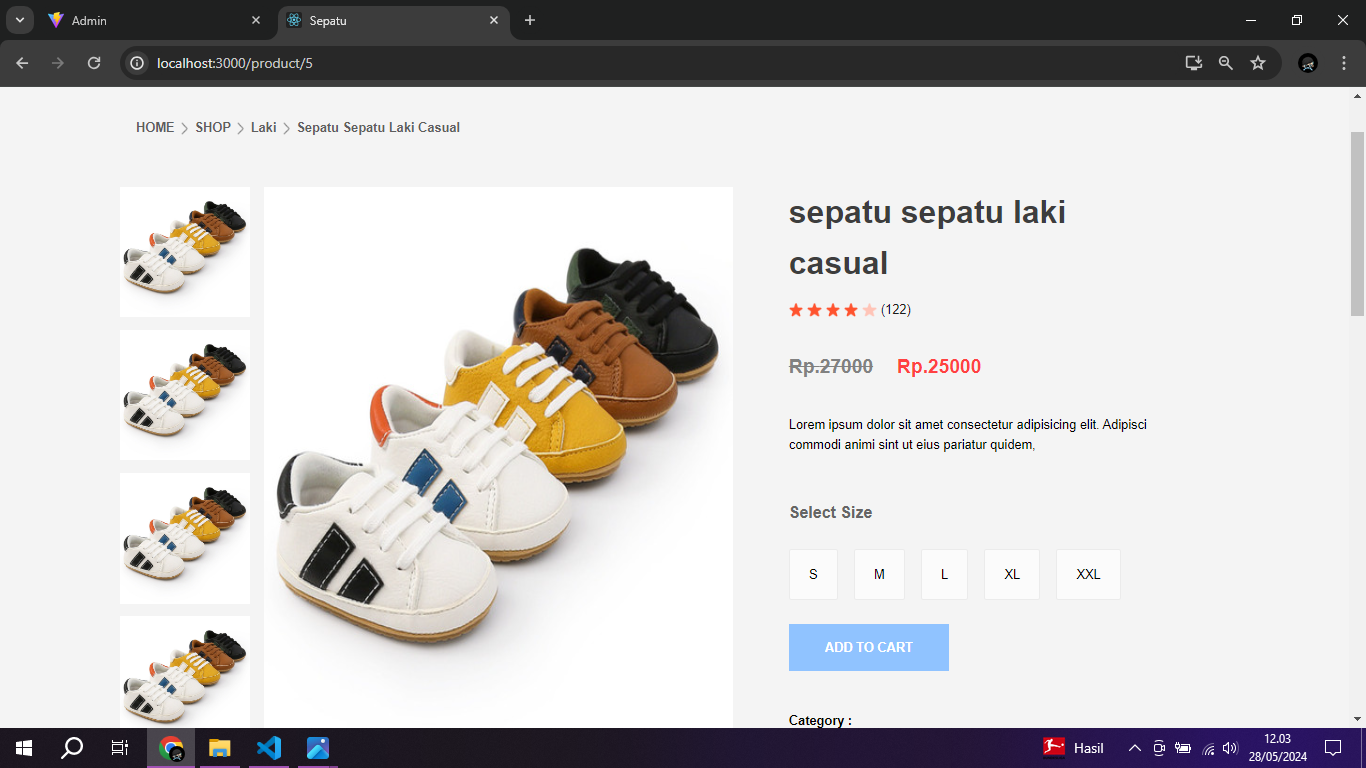 Admin
Sepatu
localhost:3000/product/5
HOME
SHOP
Laki
Sepatu Sepatu Laki Casual
sepatu sepatu laki
casual
(122)
Rp.27000 Rp.25000
Lorem ipsum dolor sit amet consectetur adipisicing elit. Adipisci
commodi animi sint ut eius pariatur quidem,
Select Size
S
M
L
XL
XXL
ADD TO CART
Category :
Hasil
12.03
28/05/2024